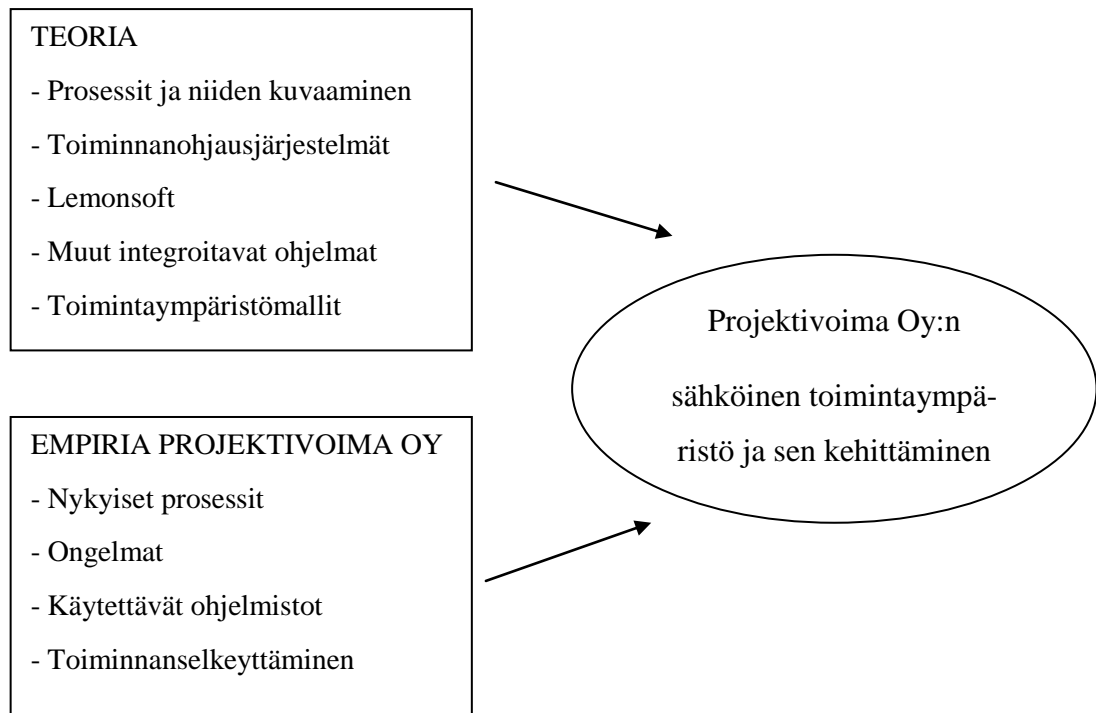 TEORIA
- Prosessit ja niiden kuvaaminen
- Toiminnanohjausjärjestelmät
- Lemonsoft
- Muut integroitavat ohjelmat
- Toimintaympäristömallit
EMPIRIA PROJEKTIVOIMA OY
- Nykyiset prosessit
- Ongelmat
- Käytettävät ohjelmistot
- Toiminnanselkeyttäminen
Projektivoima Oy:n
sähköinen toimintaympä-
ristö ja sen kehittäminen